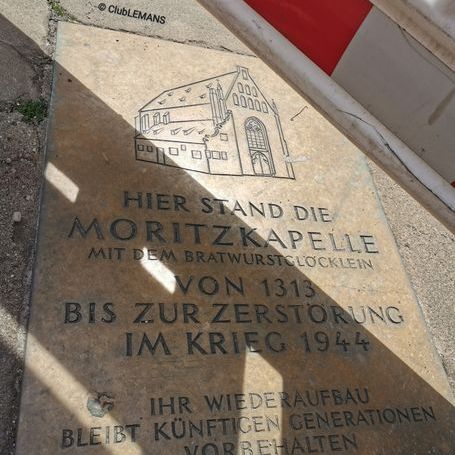 © ClubLEMANS
HIER STAND DIE
MORITZKAPELLE
MIT DEM BRATWURSTGLÖCKLEIN
VON 1313
BIS ZUR ZERSTÖRUNG
IM KRIEG 1944
IHR WIEDERAUFBAU
BLEIBT KÜNFTIGEN GENERATIONEN
VORBEHALTEN